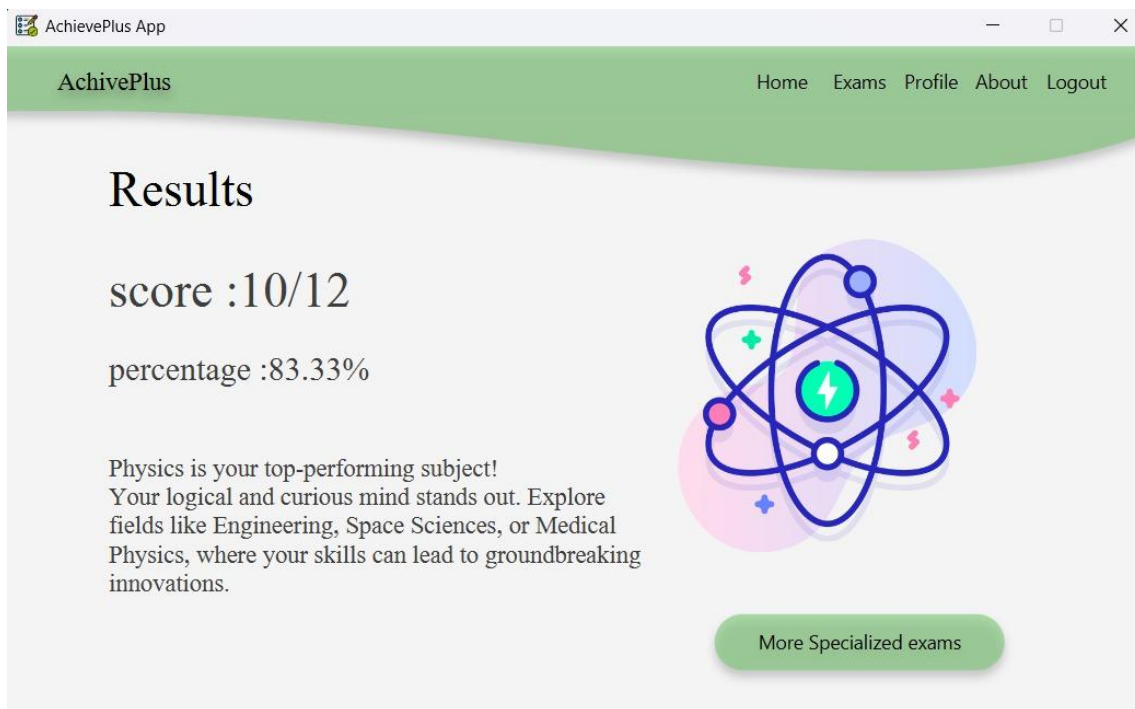 AchievePlus App
AchivePlus
Home Exams Profile About Logout
Results
score :10/12
percentage :83.33%
Physics is your top-performing subject!
Your logical and curious mind stands out. Explore
fields like Engineering, Space Sciences, or Medical
Physics, where your skills can lead to groundbreaking
innovations.
More Specialized exams